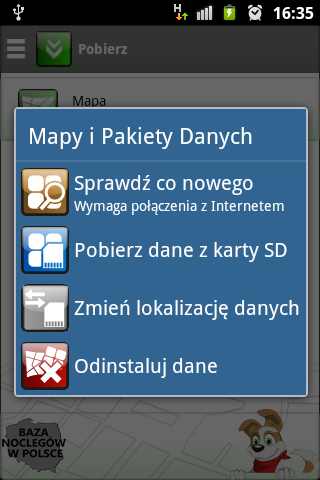 H
16:35
Pobierz
Mapa
Mapy i Pakiety Danych
Sprawdź co nowego
Wymaga połączenia z Internetem
Pobierz dane z karty SD
Zmień lokalizację danych
Odinstaluj dane
BAZA
NOCLEGÓW
W POLSCE